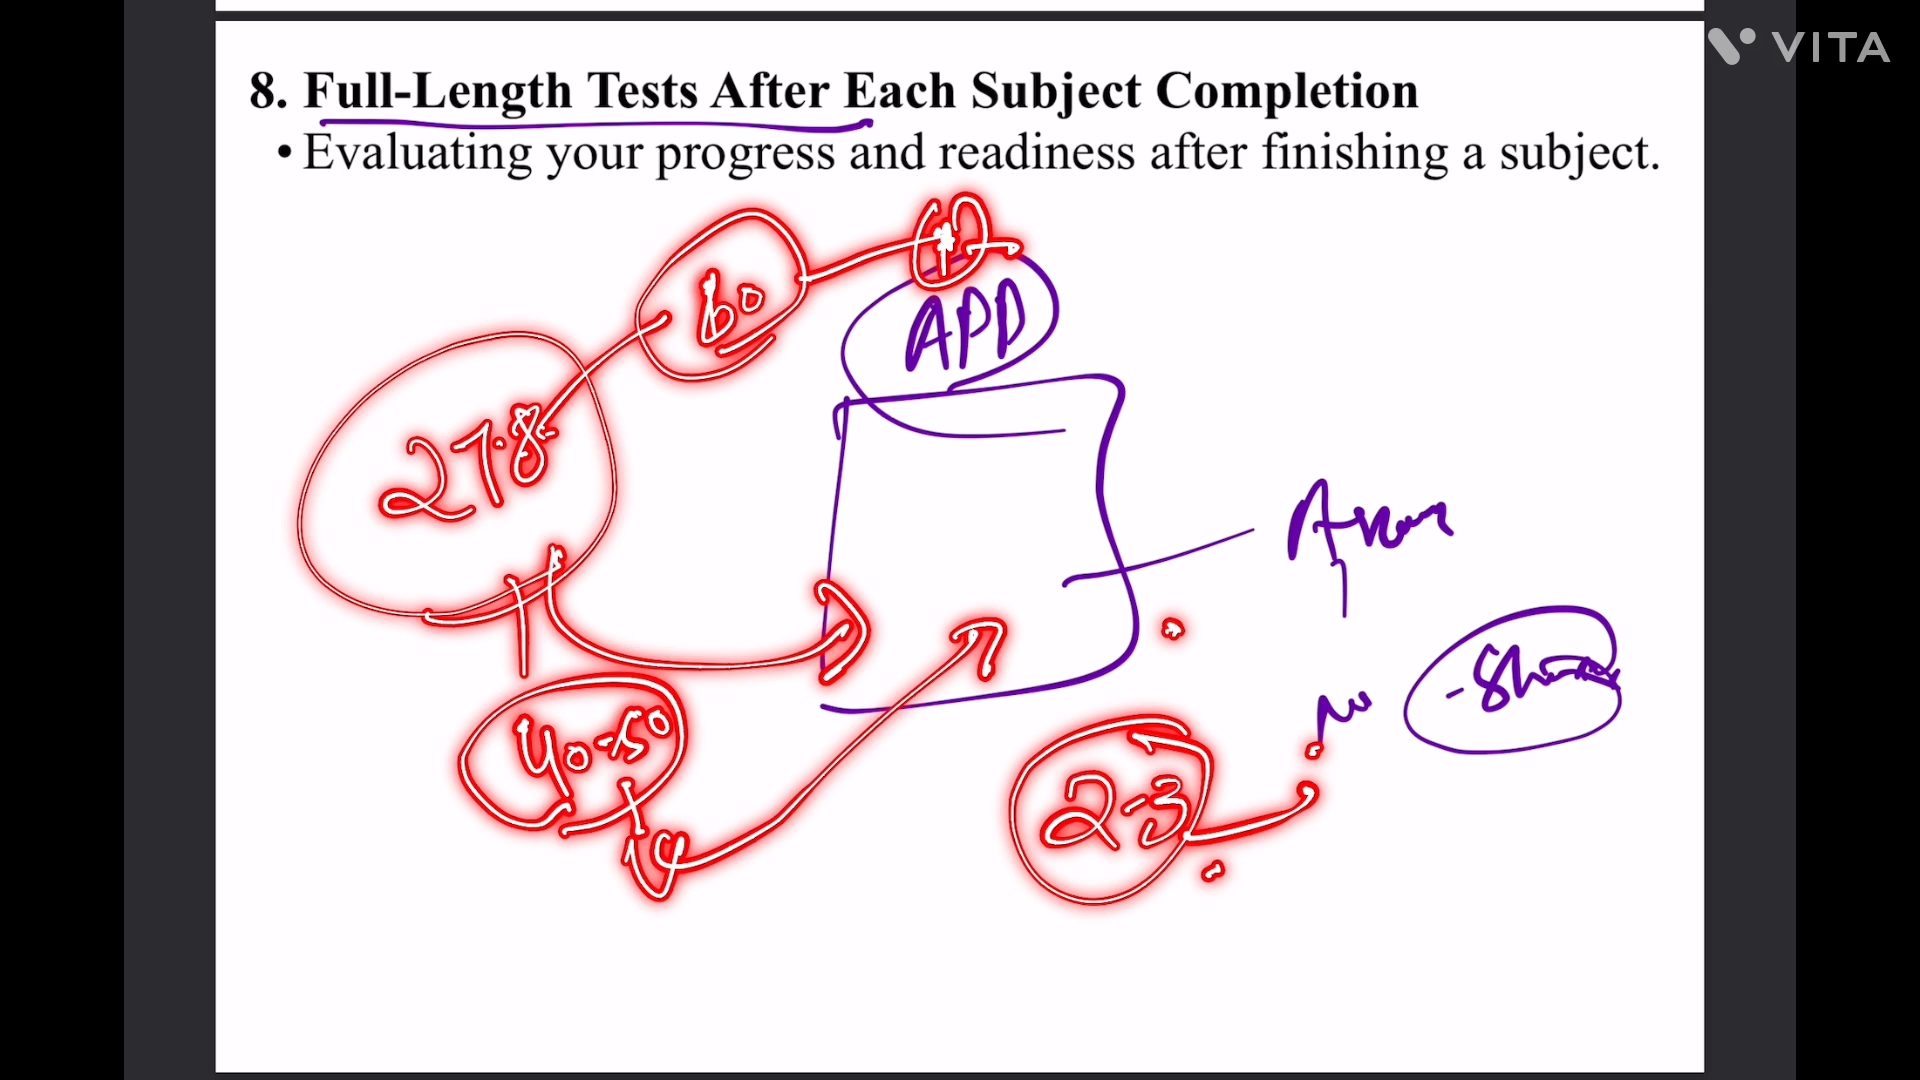 VITA
8. Full-Length Tests After Each Subject Completion
• Evaluating your progress and readiness after finishing a subject.
60
APP
27.8
40-50
2-3